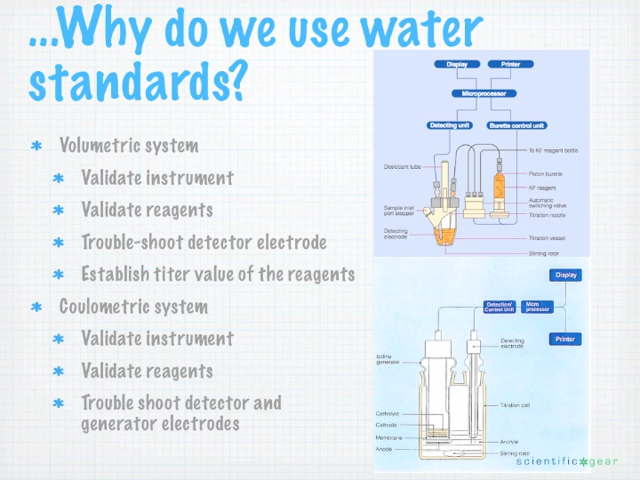 ...Why do we use water
standards?
Volumetric system
Validate instrument
Validate reagents
Trouble-shoot detector electrode
Establish titer value of the reagents
Coulometric system
Validate instrument
Validate reagents
Trouble shoot detector and
generator electrodes
Display
Printer
Microprocessor
Detecting unit
Burette control unit
To KF reagent bottle
Desiccant tube
Piston burette
KF reagent
Automatic
switching valve
Sample inlet
port stopper
Titration nozzle
Detecting
electrode
Titration vessel
Stirring rotor
Display
Detection/
Control Unit
Micro
processor
Printer
Detecting
electrode
Iodine
generator
Titration cell
Catholyte
Cathode
Membrane
Anode
Anolyte
Stirring rotor
scientific gear